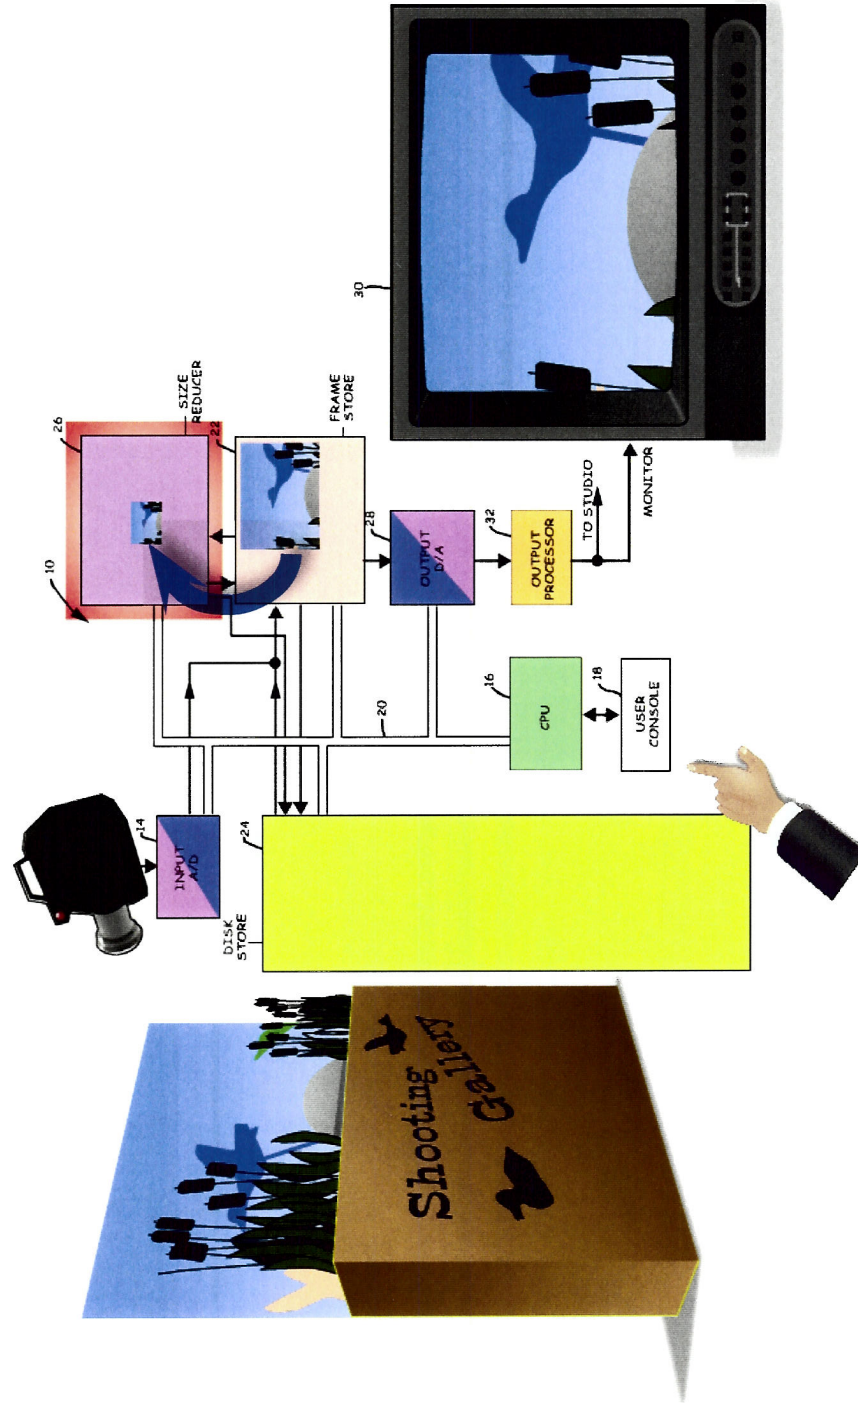 10
26
SIZE
REDUCER
22
FRAME
STORE
30
14
INPUT
A/D
20
28
OUTPUT
D/A
32
OUTPUT
PROCESSOR
TO STUDIO
MONITOR
DISK
STORE
24
16
CPU
18
USER
CONSOLE
Shooting
Gallery